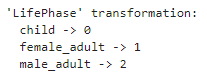 'LifePhase' transformation:
child -> 0
female_adult -> 1
male_adult -> 2